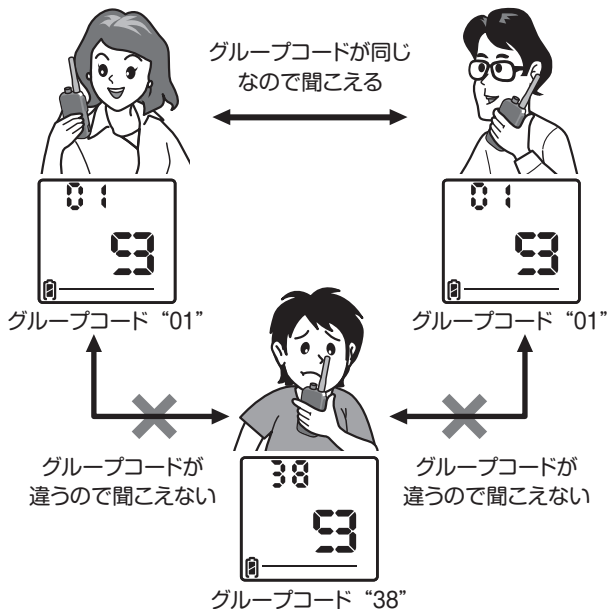 グループコードが同じ
なので聞こえる
01
01
53
53
グループコード “01”
グループコード “01”
グループコードが
違うので聞こえない
グループコードが
違うので聞こえない
38
53
グループコード “38”